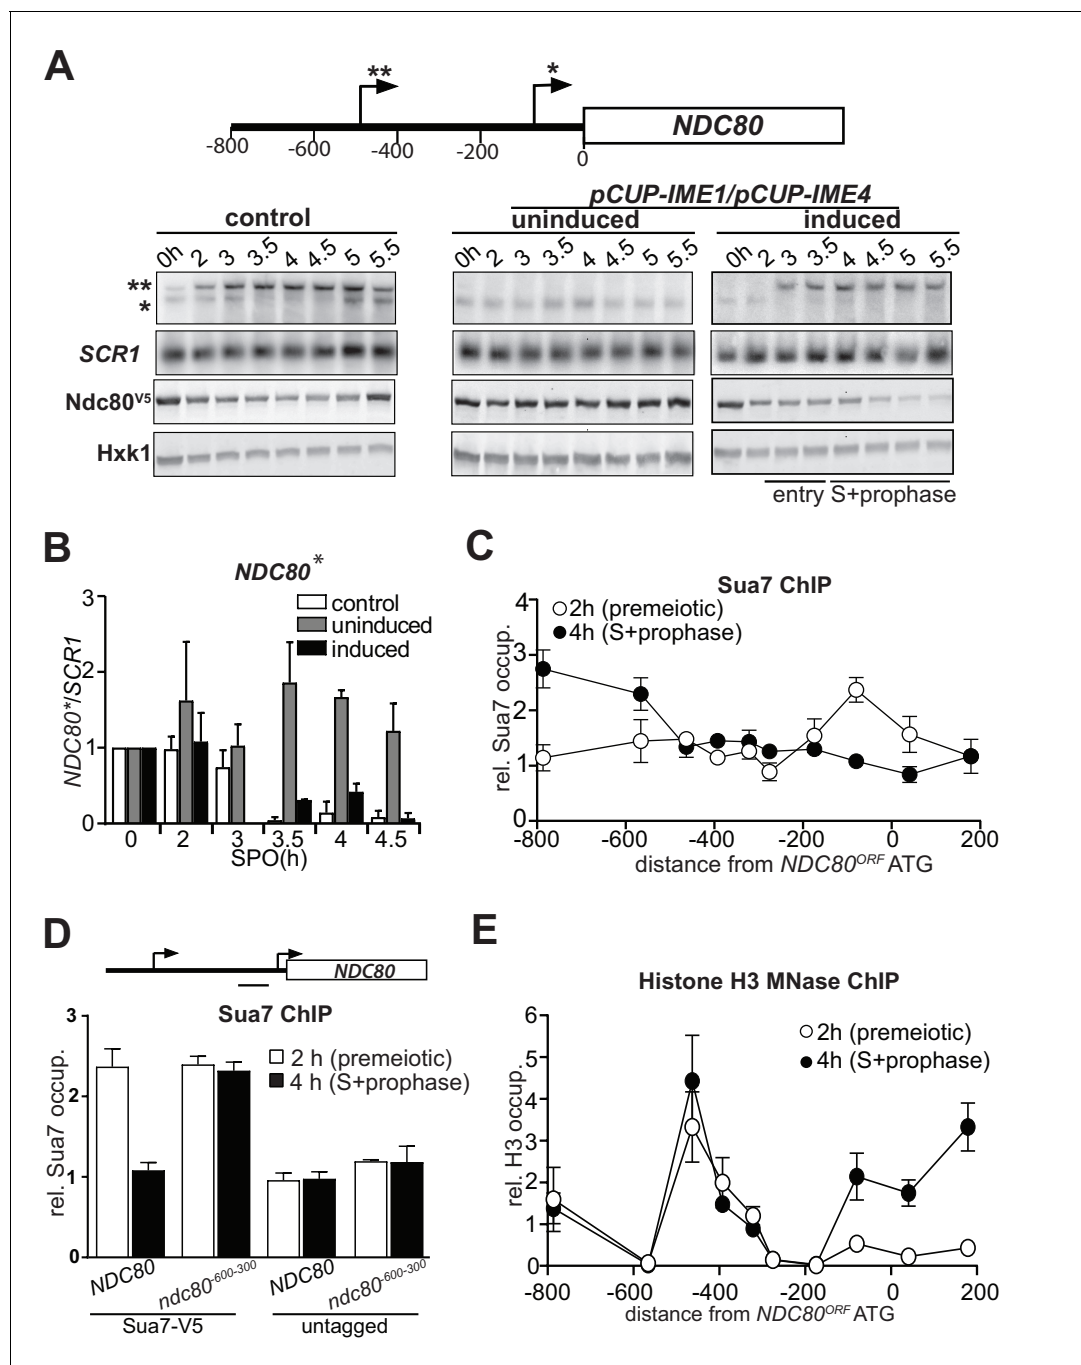 A
** *
NDC80
-800 -600 -400 -200 0
pCUP-IME1/pCUP-IME4
control uninduced induced
0h 2 3 3.5 4 4.5 5 5.5 0h 2 3 3.5 4 4.5 5 5.5 0h 2 3 3.5 4 4.5 5 5.5
**
*
SCR1
Ndc80V5
Hxk1
entry S+prophase
B
NDC80*
control
uninduced
induced
NDC80*/SCR1
3
2
1
0
0 2 3 3.5 4 4.5
SPO(h)
C
Sua7 ChIP
2h (premeiotic)
4h (S+prophase)
rel. Sua7 occup.
4
3
2
1
0
-800 -600 -400 -200 0 200
distance from NDC80ORF ATG
D
NDC80
Sua7 ChIP
2 h (premeiotic)
4 h (S+prophase)
rel. Sua7 occup.
3
2
1
0
NDC80 ndc80-600-300 NDC80 ndc80-600-300
Sua7-V5 untagged
E
Histone H3 MNase ChIP
2h (premeiotic)
4h (S+prophase)
rel. H3 occup.
6
5
4
3
2
1
0
-800 -600 -400 -200 0 200
distance from NDC80ORF ATG